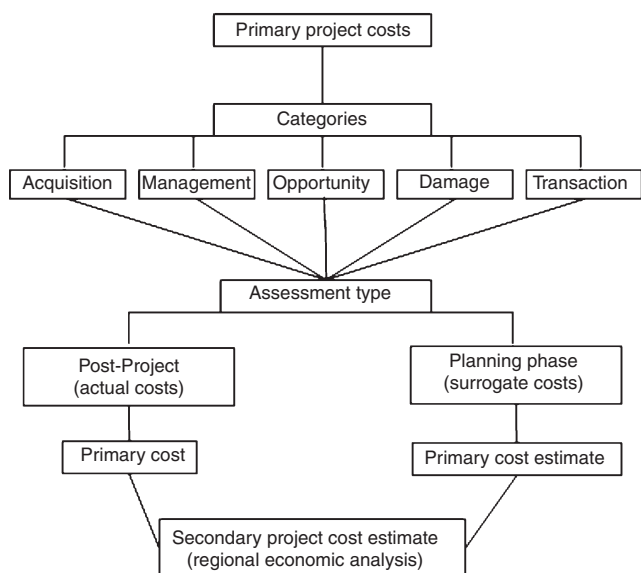 Primary project costs
Categories
Acquisition
Management
Opportunity
Damage
Transaction
Assessment type
Post-Project
(actual costs)
Planning phase
(surrogate costs)
Primary cost
Primary cost estimate
Secondary project cost estimate
(regional economic analysis)